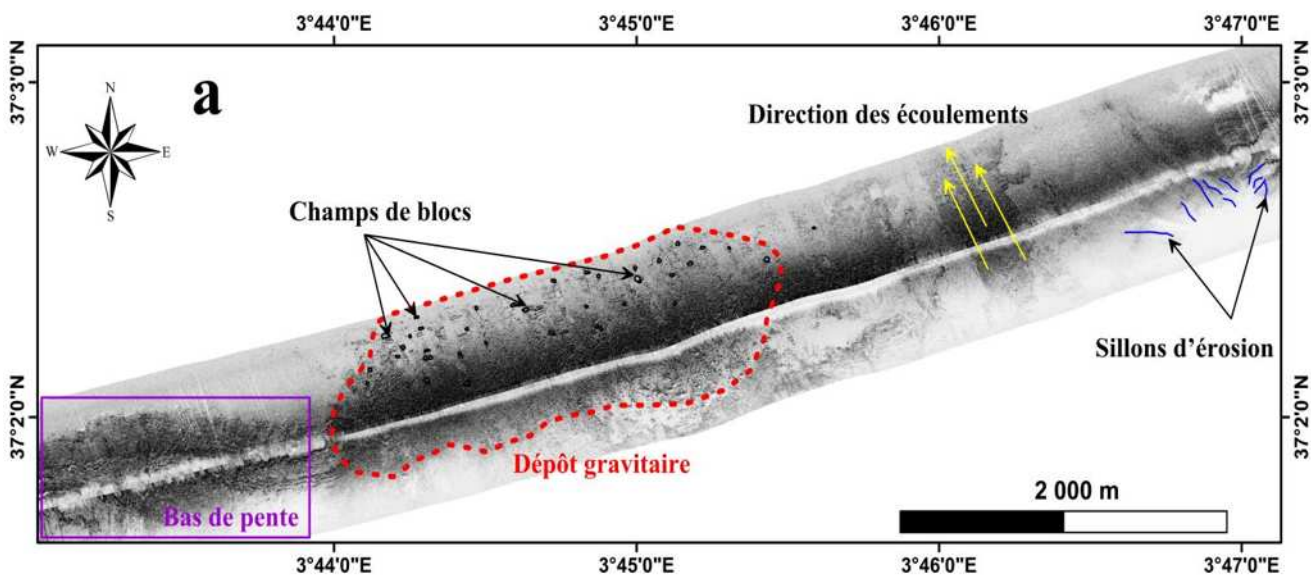 3°44'0"E 3°45'0"E 3°46'0"E 3°47'0"E
37°3'0"N
37°3'0"N
a
N
W E
S
Direction des écoulements
Champs de blocs
Sillons d'érosion
37°2'0"N
37°2'0"N
Dépôt gravitaire
2 000 m
Bas de pente
3°44'0"E 3°45'0"E 3°46'0"E 3°47'0"E